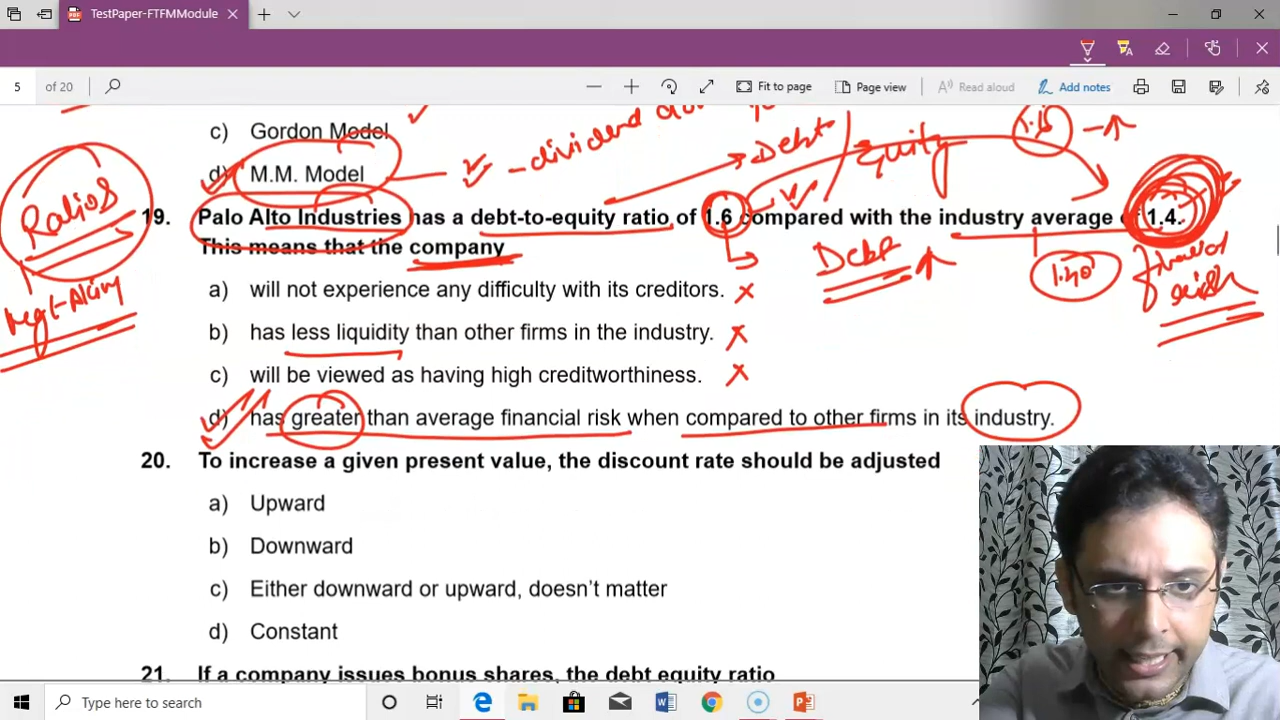 TestPaper-FTFMModule
5 of 20
Fit to page
Page view
Read aloud
Add notes
c) Gordon Model
d) M.M. Model
-dividend
Debt / Equity
Ratios
Mgt-A/cing
19. Palo Alto Industries has a debt-to-equity ratio of 1.6 compared with the industry average of 1.4.
This means that the company
Debt ↑
1.40
a) will not experience any difficulty with its creditors.
b) has less liquidity than other firms in the industry.
c) will be viewed as having high creditworthiness.
d) has greater than average financial risk when compared to other firms in its industry.
20. To increase a given present value, the discount rate should be adjusted
a) Upward
b) Downward
c) Either downward or upward, doesn't matter
d) Constant
21. If a company issues bonus shares, the debt equity ratio
Type here to search